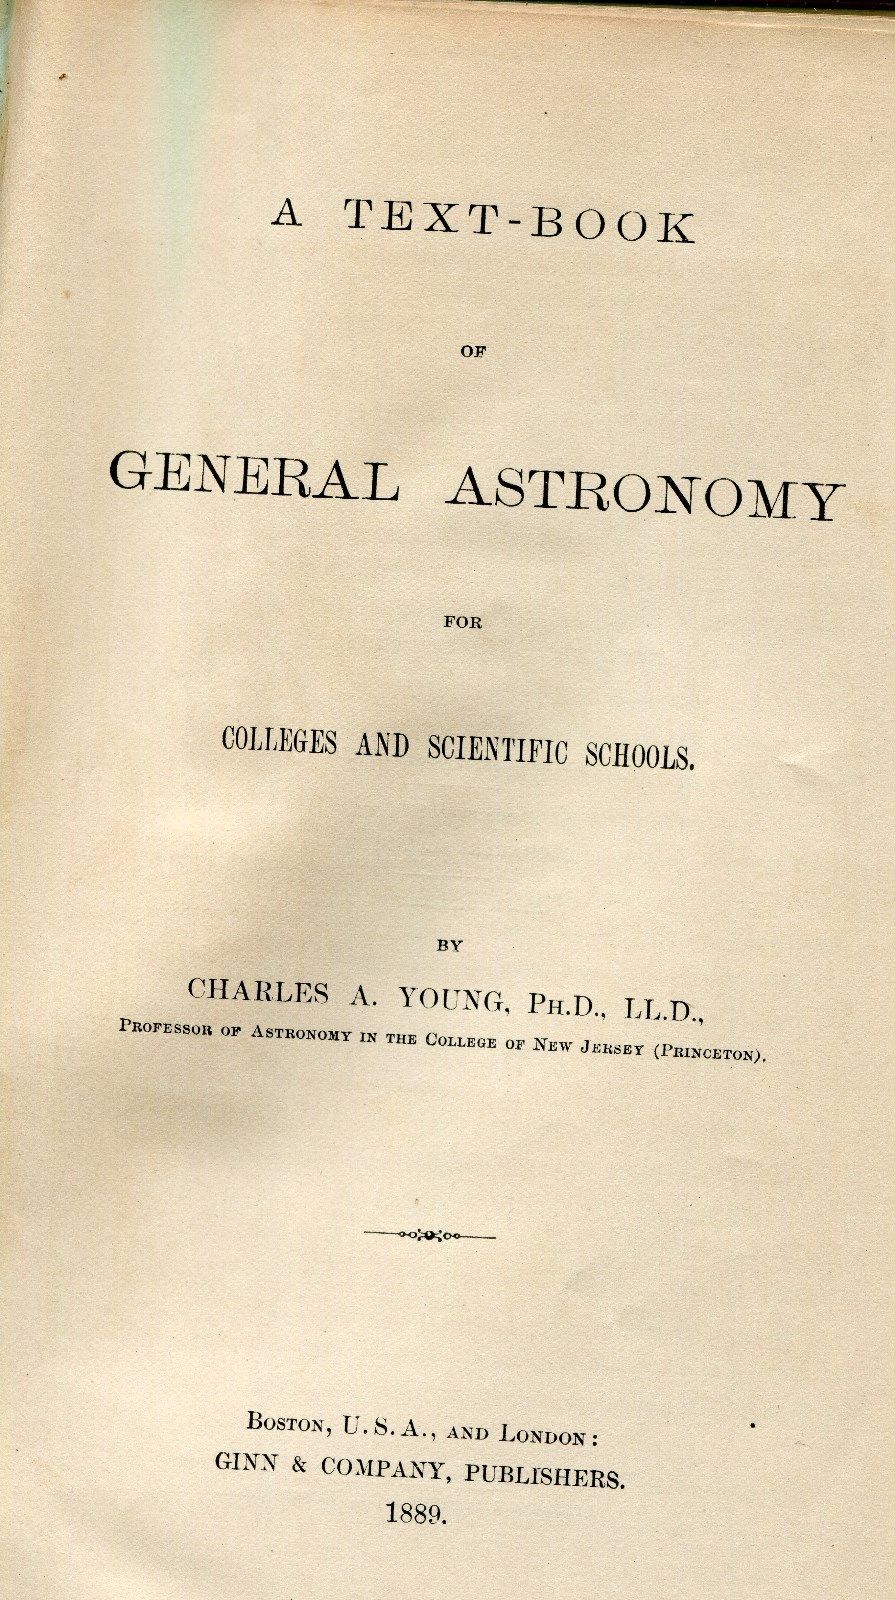 A TEXT-BOOK
OF
GENERAL ASTRONOMY
FOR
COLLEGES AND SCIENTIFIC SCHOOLS.
BY
CHARLES A. YOUNG, PH.D., LL.D.,
PROFESSOR OF ASTRONOMY IN THE COLLEGE OF NEW JERSEY (PRINCETON).
BOSTON, U.S.A., AND LONDON:
GINN & COMPANY, PUBLISHERS.
1889.